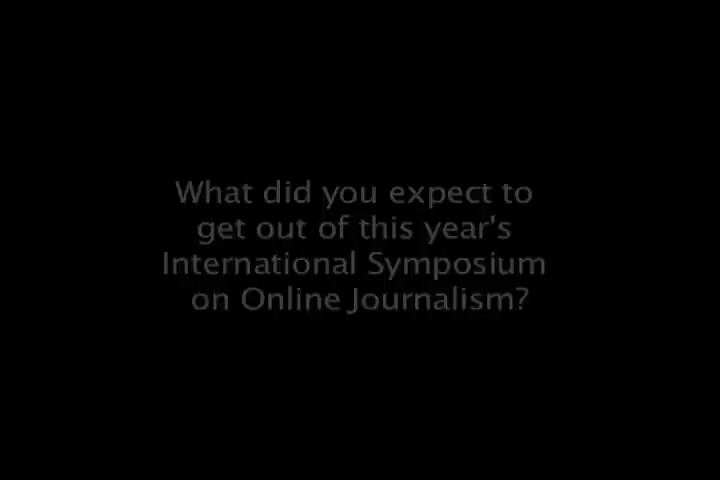 What did you expect to
get out of this year's
International Symposium
on Online Journalism?